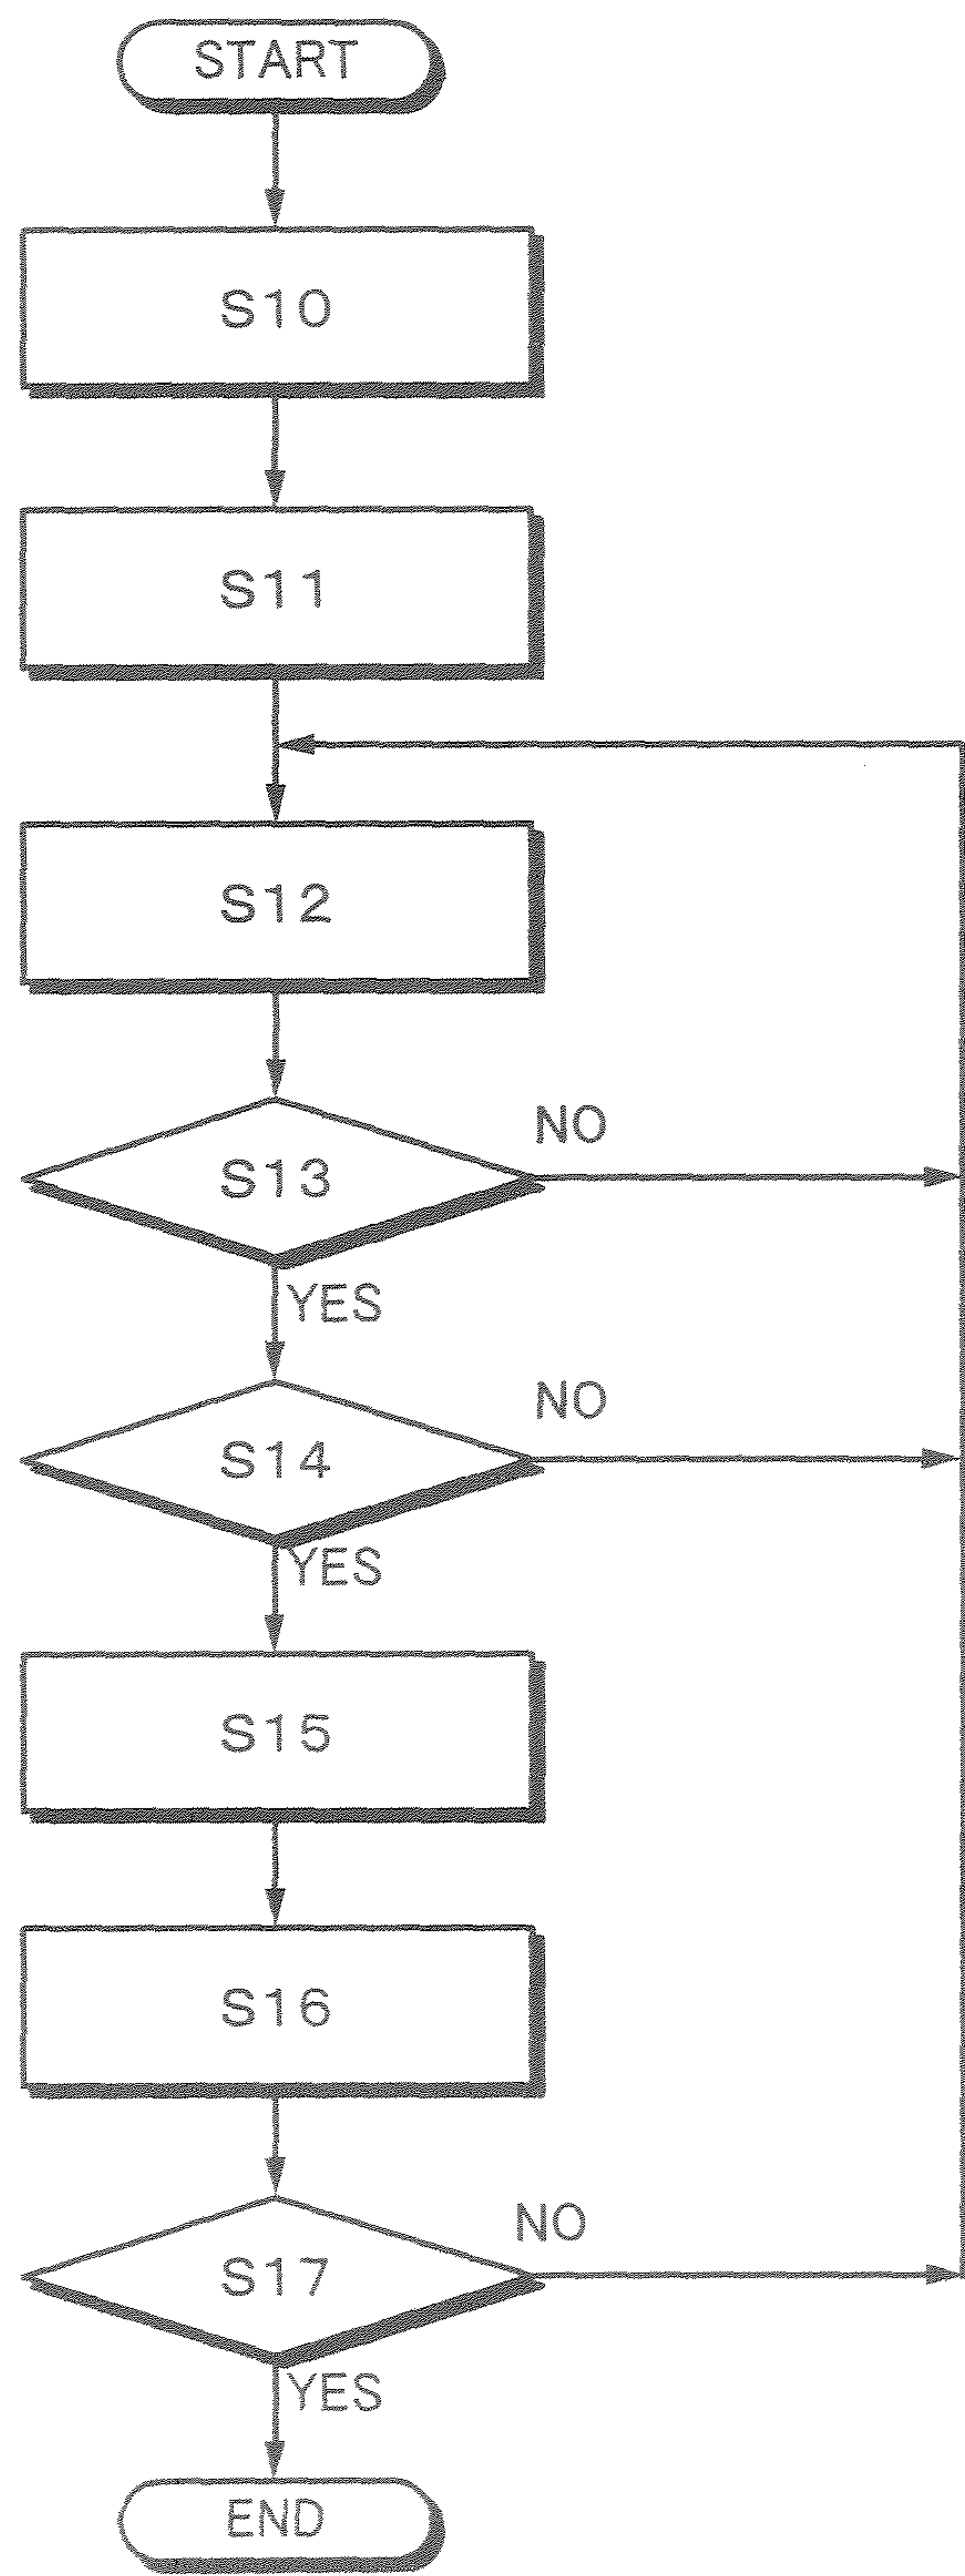 START
S10
S11
S12
NO
S13
YES
NO
S14
YES
S15
S16
NO
S17
YES
END